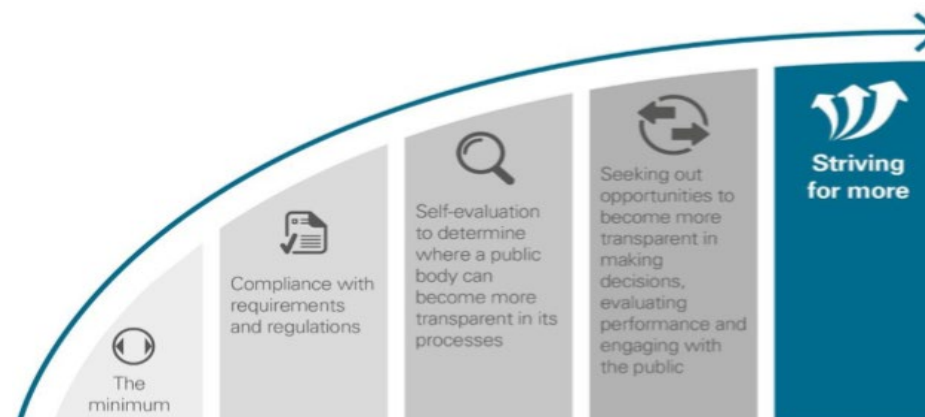 The
minimum
Compliance with
requirements
and regulations
Self-evaluation
to determine
where a public
body can
become more
transparent in its
processes
Seeking out
opportunities to
become more
transparent in
making
decisions,
evaluating
performance and
engaging with
the public
Striving
for more